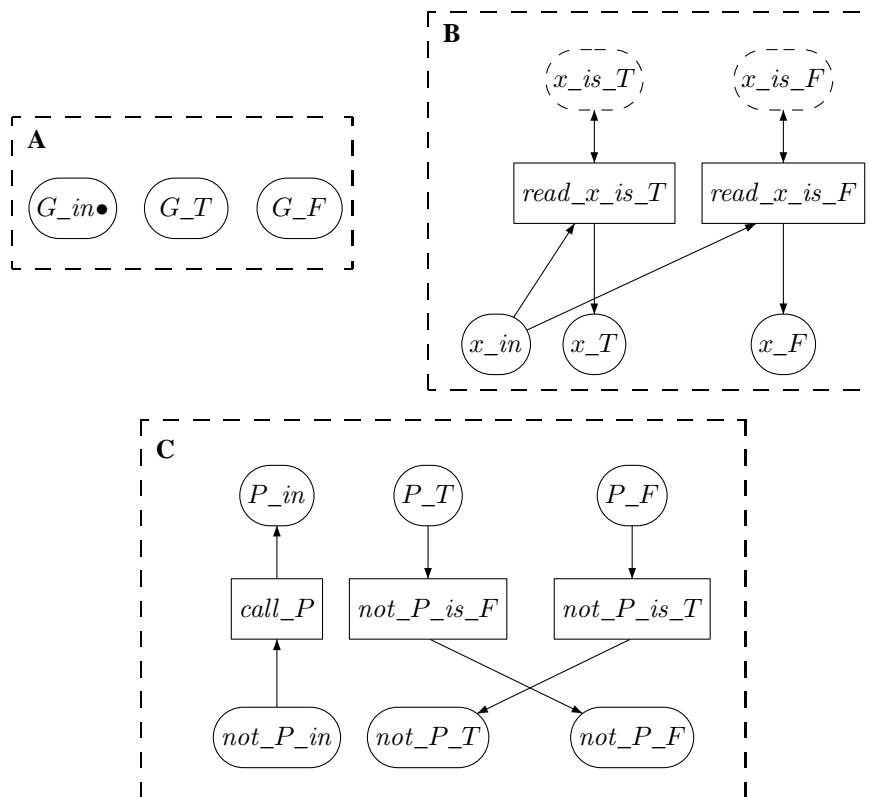 B
x_is_T x_is_F
A
read_x_is_T read_x_is_F
G_in● G_T G_F
x_in x_T x_F
C
P_in P_T P_F
call_P not_P_is_F not_P_is_T
not_P_in not_P_T not_P_F